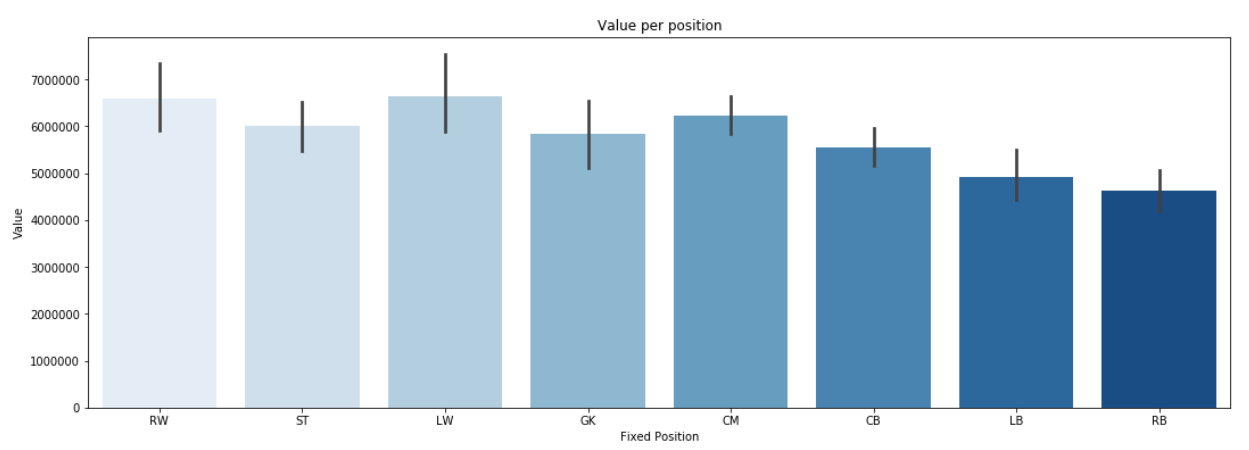 Value per position
Value
7000000
6000000
5000000
4000000
3000000
2000000
1000000
0
RW ST LW GK CM CB LB RB
Fixed Position